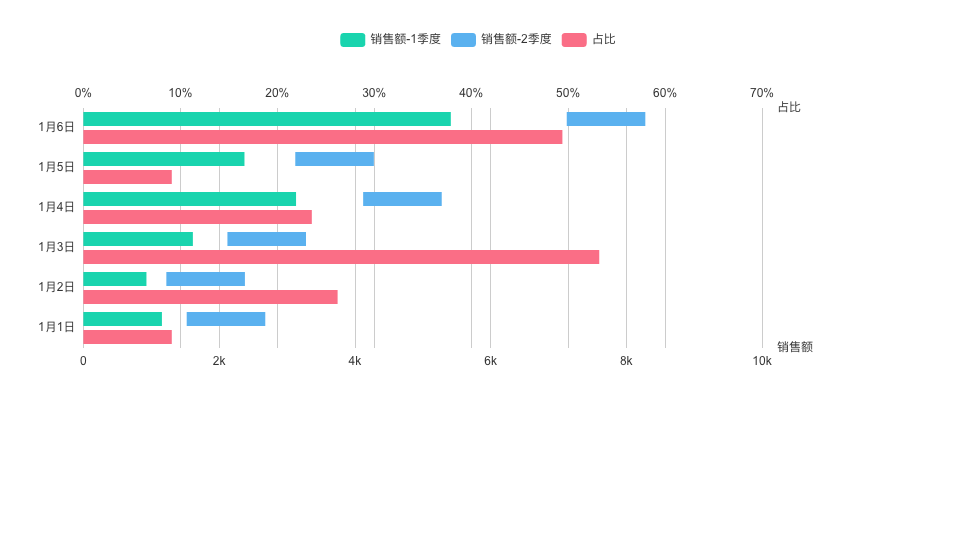 销售额-1季度 销售额-2季度 占比
0% 10% 20% 30% 40% 50% 60% 70%
占比
1月6日
1月5日
1月4日
1月3日
1月2日
1月1日
销售额
0 2k 4k 6k 8k 10k